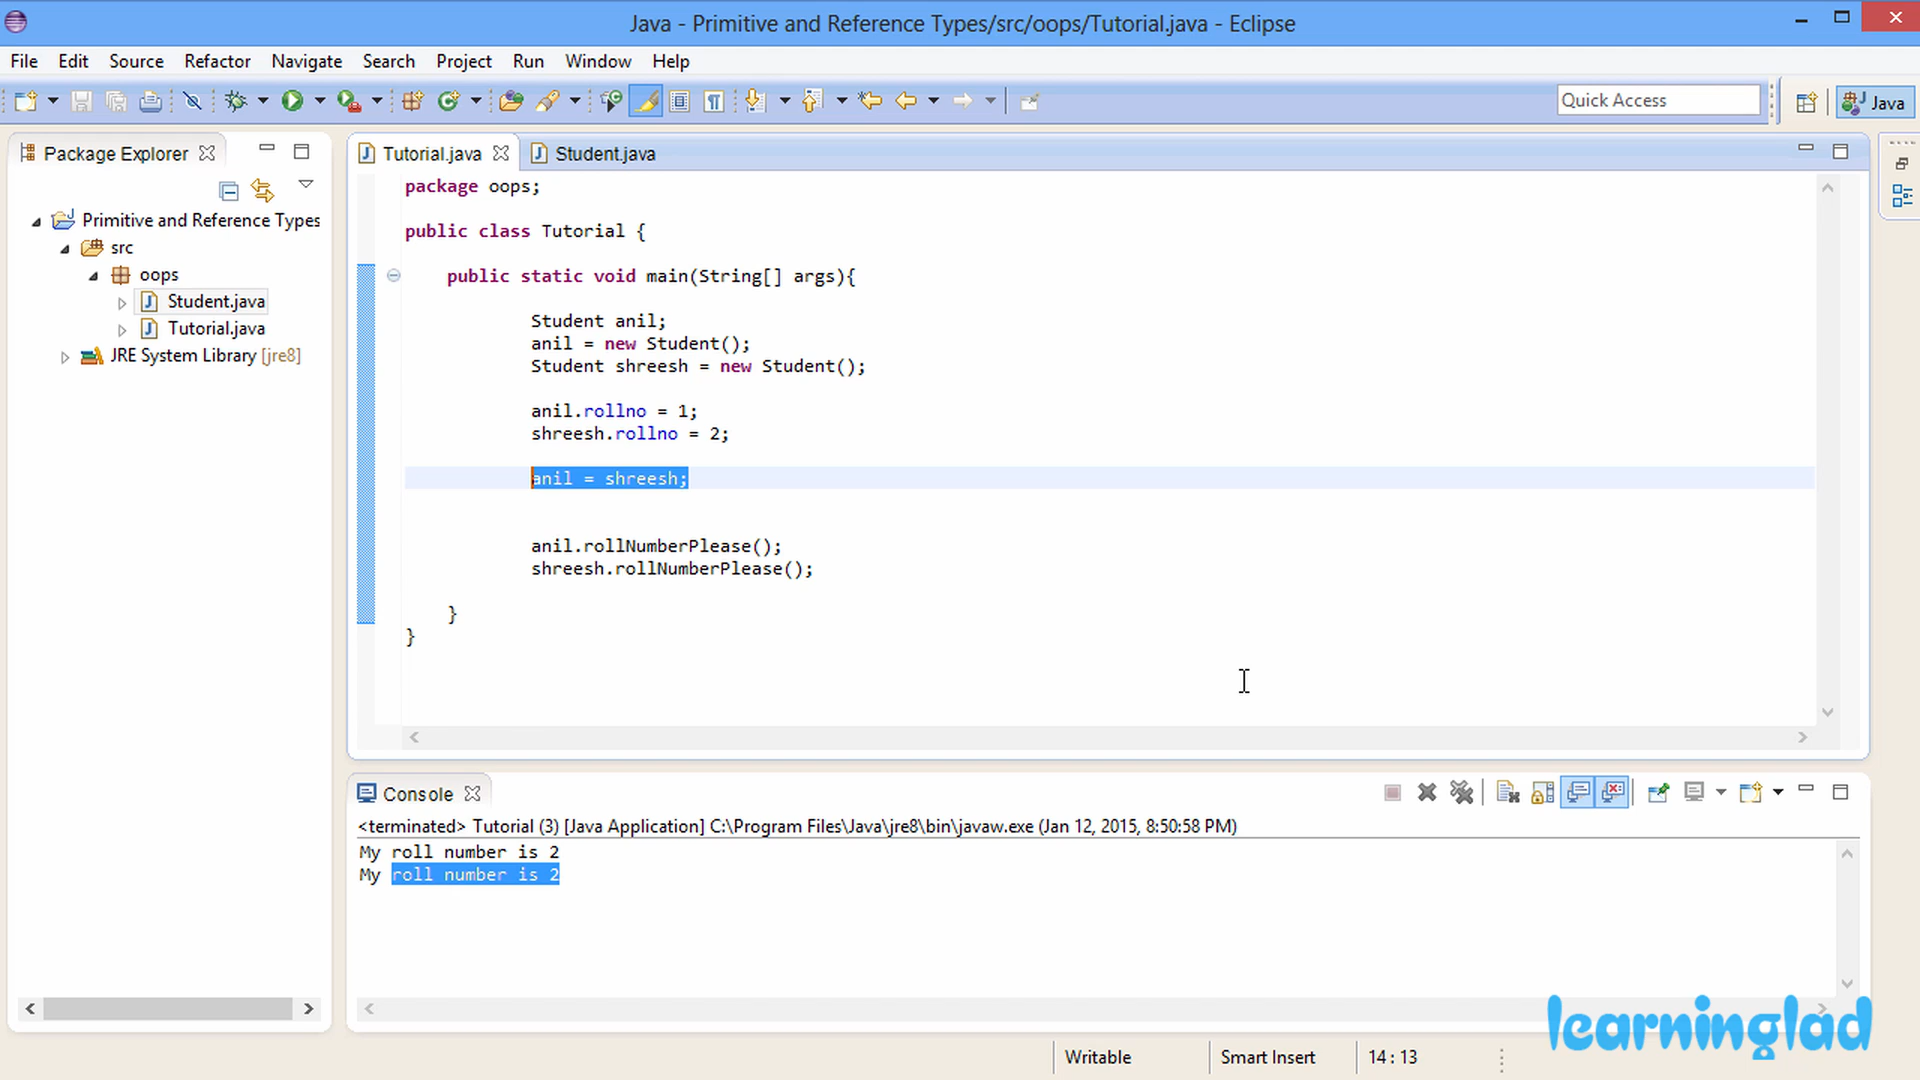 Java - Primitive and Reference Types/src/oops/Tutorial.java - Eclipse
File Edit Source Refactor Navigate Search Project Run Window Help
Quick Access
Java
Package Explorer
Primitive and Reference Types
src
oops
Student.java
Tutorial.java
JRE System Library [jre8]
Tutorial.java Student.java
package oops;
public class Tutorial {
public static void main(String[] args){
Student anil;
anil = new Student();
Student shreesh = new Student();
anil.rollno = 1;
shreesh.rollno = 2;
anil = shreesh;
anil.rollNumberPlease();
shreesh.rollNumberPlease();
}
}
Console
<terminated> Tutorial (3) [Java Application] C:\Program Files\Java\jre8\bin\javaw.exe (Jan 12, 2015, 8:50:58 PM)
My roll number is 2
My roll number is 2
learninglad
Writable Smart Insert 14 : 13